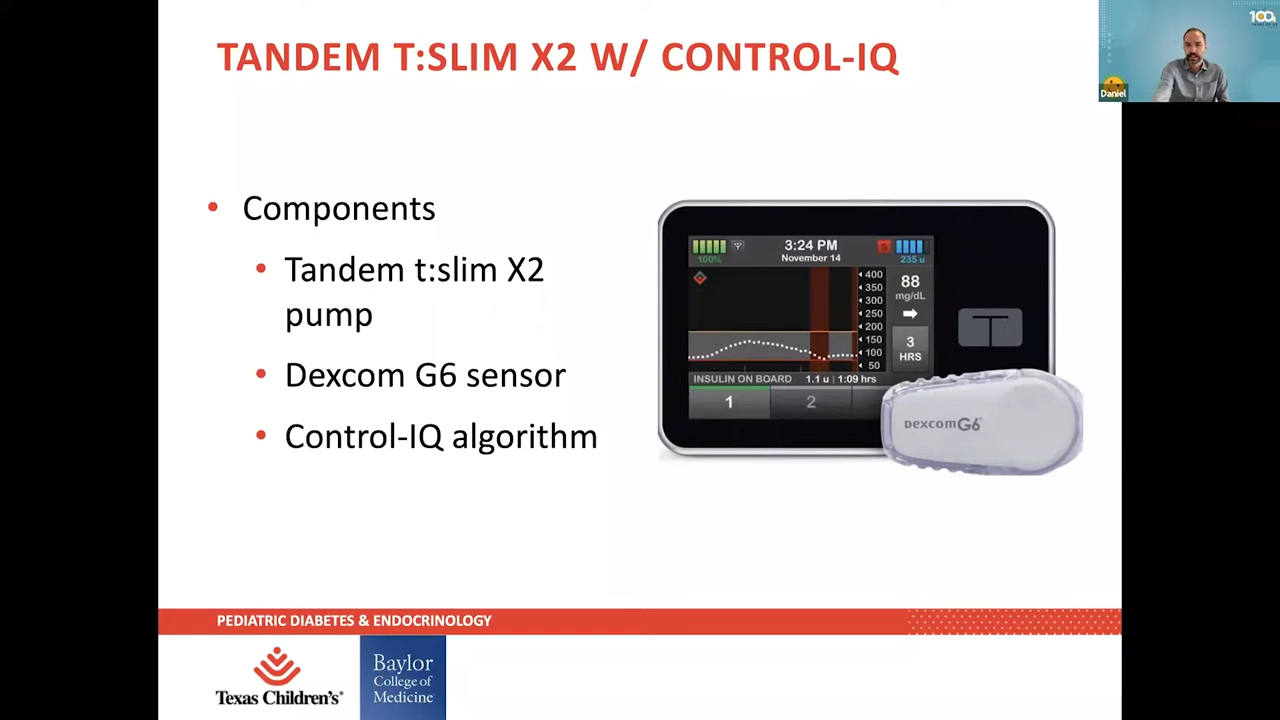 TANDEM T:SLIM X2 W/ CONTROL-IQ
100
Daniel
• Components
• Tandem t:slim X2
pump
• Dexcom G6 sensor
• Control-IQ algorithm
100%
3:24 PM
November 14
S
235 u
400
350
300
250
200
150
100
50
88
mg/dL
3
HRS
INSULIN ON BOARD 1.1 u | 1:09 hrs
1
2
T
Dexcom G6
PEDIATRIC DIABETES & ENDOCRINOLOGY
Texas Children's®
Baylor
College of
Medicine